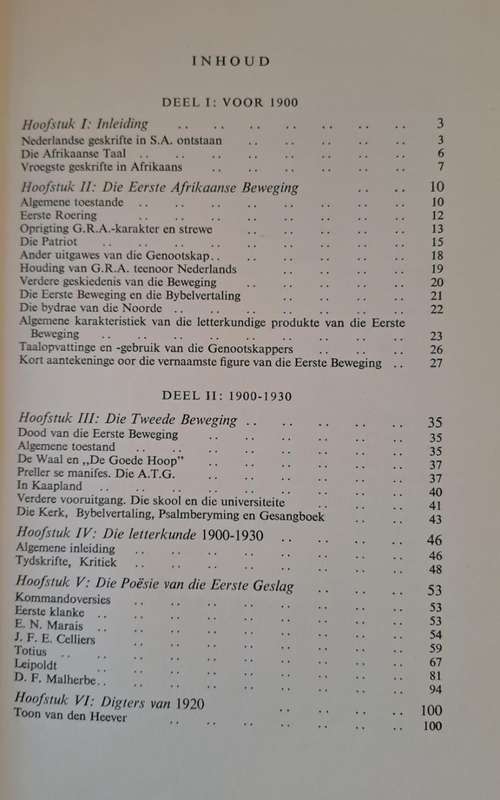 INHOUD
DEEL I: VOOR 1900
Hoofstuk I: Inleiding .. .. .. .. .. .. .. 3
Nederlandse geskrifte in S.A. ontstaan .. .. .. .. .. 3
Die Afrikaanse Taal .. .. .. .. .. .. .. .. 6
Vroegste geskrifte in Afrikaans .. .. .. .. .. .. 7
Hoofstuk II: Die Eerste Afrikaanse Beweging .. .. .. 10
Algemene toestande .. .. .. .. .. .. .. .. 10
Eerste Roering .. .. .. .. .. .. .. .. 12
Oprigting G.R.A.-karakter en strewe .. .. .. .. .. 13
Die Patriot .. .. .. .. .. .. .. .. .. 15
Ander uitgawes van die Genootskap .. .. .. .. .. .. 18
Houding van G.R.A. teenoor Nederlands .. .. .. .. 19
Verdere geskiedenis van die Beweging .. .. .. .. .. 20
Die Eerste Beweging en die Bybelvertaling .. .. .. .. 21
Die bydrae van die Noorde .. .. .. .. .. .. .. 22
Algemene karakteristiek van die letterkundige produkte van die Eerste
Beweging .. .. .. .. .. .. .. .. .. 23
Taalopvattinge en -gebruik van die Genootskappers .. .. .. 26
Kort aantekeninge oor die vernaamste figure van die Eerste Beweging .. 27
DEEL II: 1900-1930
Hoofstuk III: Die Tweede Beweging .. .. .. .. .. 35
Dood van die Eerste Beweging .. .. .. .. .. .. 35
Algemene toestand .. .. .. .. .. .. .. .. 35
De Waal en „De Goede Hoop” .. .. .. .. .. .. 37
Preller se manifes. Die A.T.G. .. .. .. .. .. .. 37
In Kaapland .. .. .. .. .. .. .. .. .. 40
Verdere vooruitgang. Die skool en die universiteite .. .. .. .. 41
Die Kerk, Bybelvertaling, Psalmberyming en Gesangboek .. .. .. 43
Hoofstuk IV: Die letterkunde 1900-1930 .. .. .. .. 46
Algemene inleiding .. .. .. .. .. .. .. .. 46
Tydskrifte, Kritiek .. .. .. .. .. .. .. .. 48
Hoofstuk V: Die Poësie van die Eerste Geslag .. .. .. 53
Kommandoversies .. .. .. .. .. .. .. .. 53
Eerste klanke .. .. .. .. .. .. .. .. .. 53
E. N. Marais .. .. .. .. .. .. .. .. 54
J. F. E. Celliers .. .. .. .. .. .. .. .. 59
Totius .. .. .. .. .. .. .. .. .. 67
Leipoldt .. .. .. .. .. .. .. .. 81
D. F. Malherbe .. .. .. .. .. .. .. .. .. 94
Hoofstuk VI: Digters van 1920 .. .. .. .. 100
Toon van den Heever .. .. .. .. .. .. .. 100